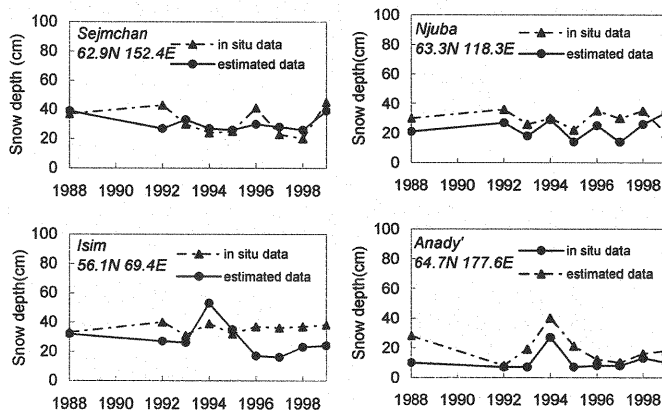 Sejmchan
62.9N 152.4E
in situ data
estimated data
Snow depth (cm)
100
80
60
40
20
0
1988 1990 1992 1994 1996 1998
Njuba
63.3N 118.3E
in situ data
estimated data
Snow depth (cm)
100
80
60
40
20
0
1988 1990 1992 1994 1996 1998
Isim
56.1N 69.4E
in situ data
estimated data
Snow depth(cm)
100
80
60
40
20
0
1988 1990 1992 1994 1996 1998
Anady'
64.7N 177.6E
in situ data
estimated data
Snow depth(cm)
100
80
60
40
20
0
1988 1990 1992 1994 1996 1998